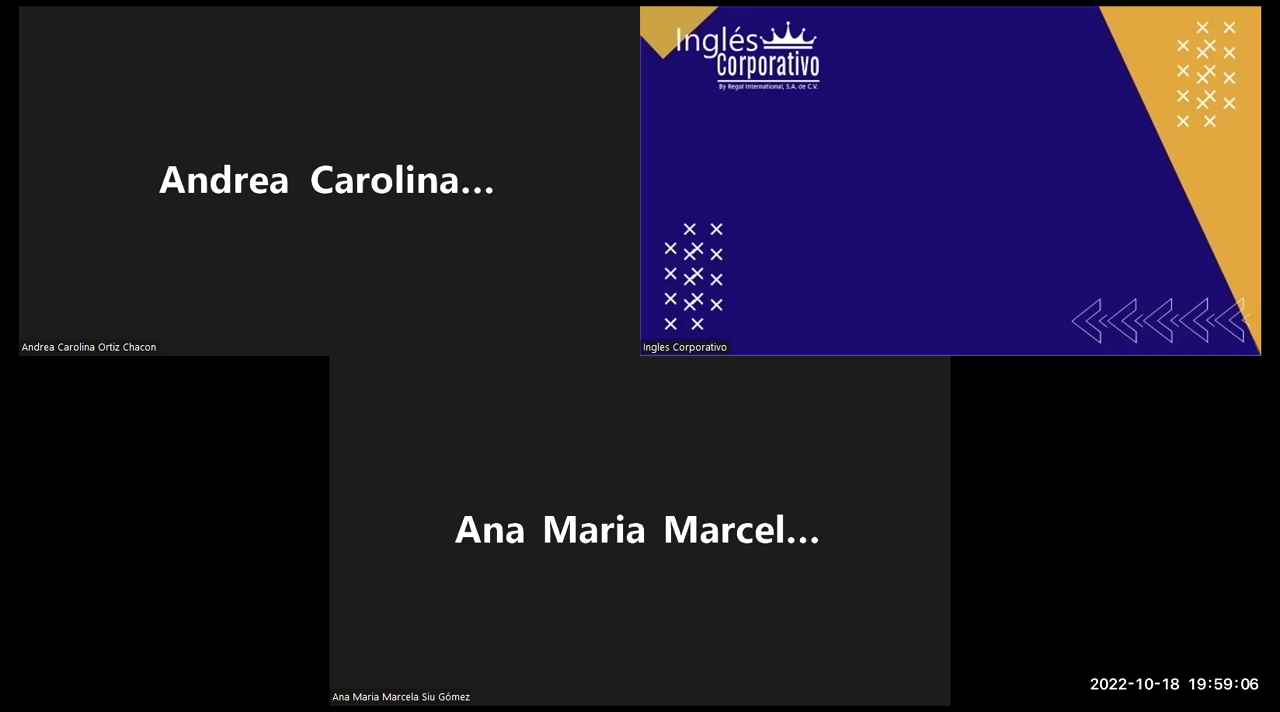 Andrea Carolina...
Andrea Carolina Ortiz Chacon
Inglés
Corporativo
By Regal International, S.A. de C.V.
Ingles Corporativo
Ana Maria Marcel...
Ana Maria Marcela Siu Gómez
2022-10-18 19:59:06